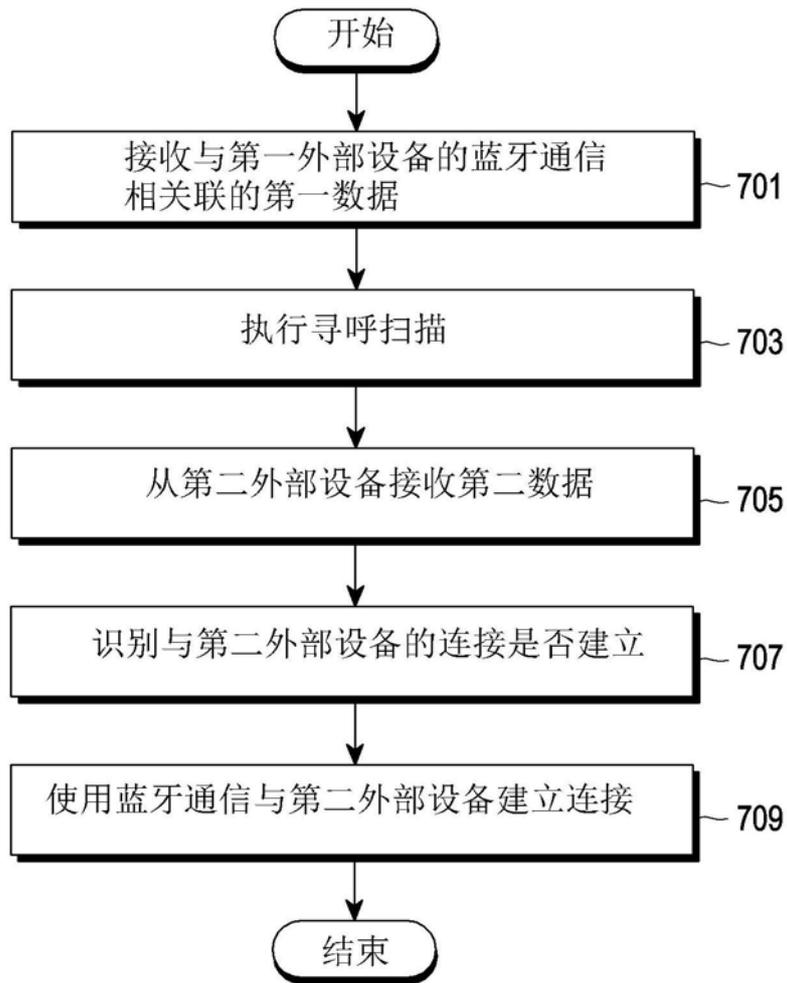 开始
接收与第一外部设备的蓝牙通信
相关联的第一数据
701
执行寻呼扫描
703
从第二外部设备接收第二数据
705
识别与第二外部设备的连接是否建立
707
使用蓝牙通信与第二外部设备建立连接
709
结束